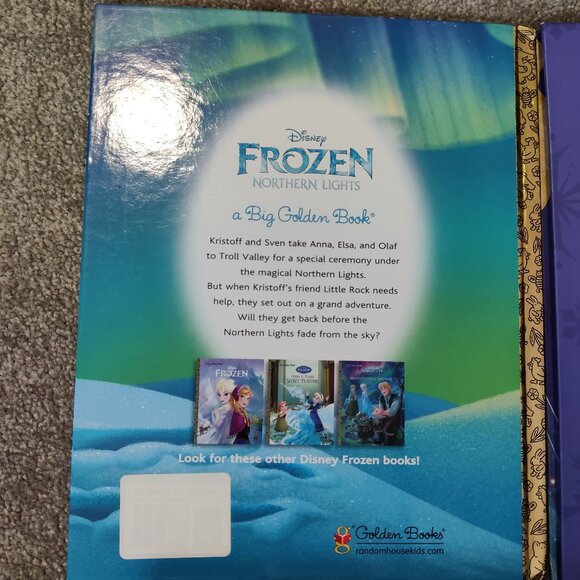 Disney
FROZEN
NORTHERN LIGHTS
a Big Golden Book®
Kristoff and Sven take Anna, Elsa, and Olaf
to Troll Valley for a special ceremony under
the magical Northern Lights.
But when Kristoff's friend Little Rock needs
help, they set out on a grand adventure.
Will they get back before the
Northern Lights fade from the sky?
FROZEN
SECRET PLAYTIME
FROZEN
Look for these other Disney Frozen books!
Golden Books®
randomhousekids.com